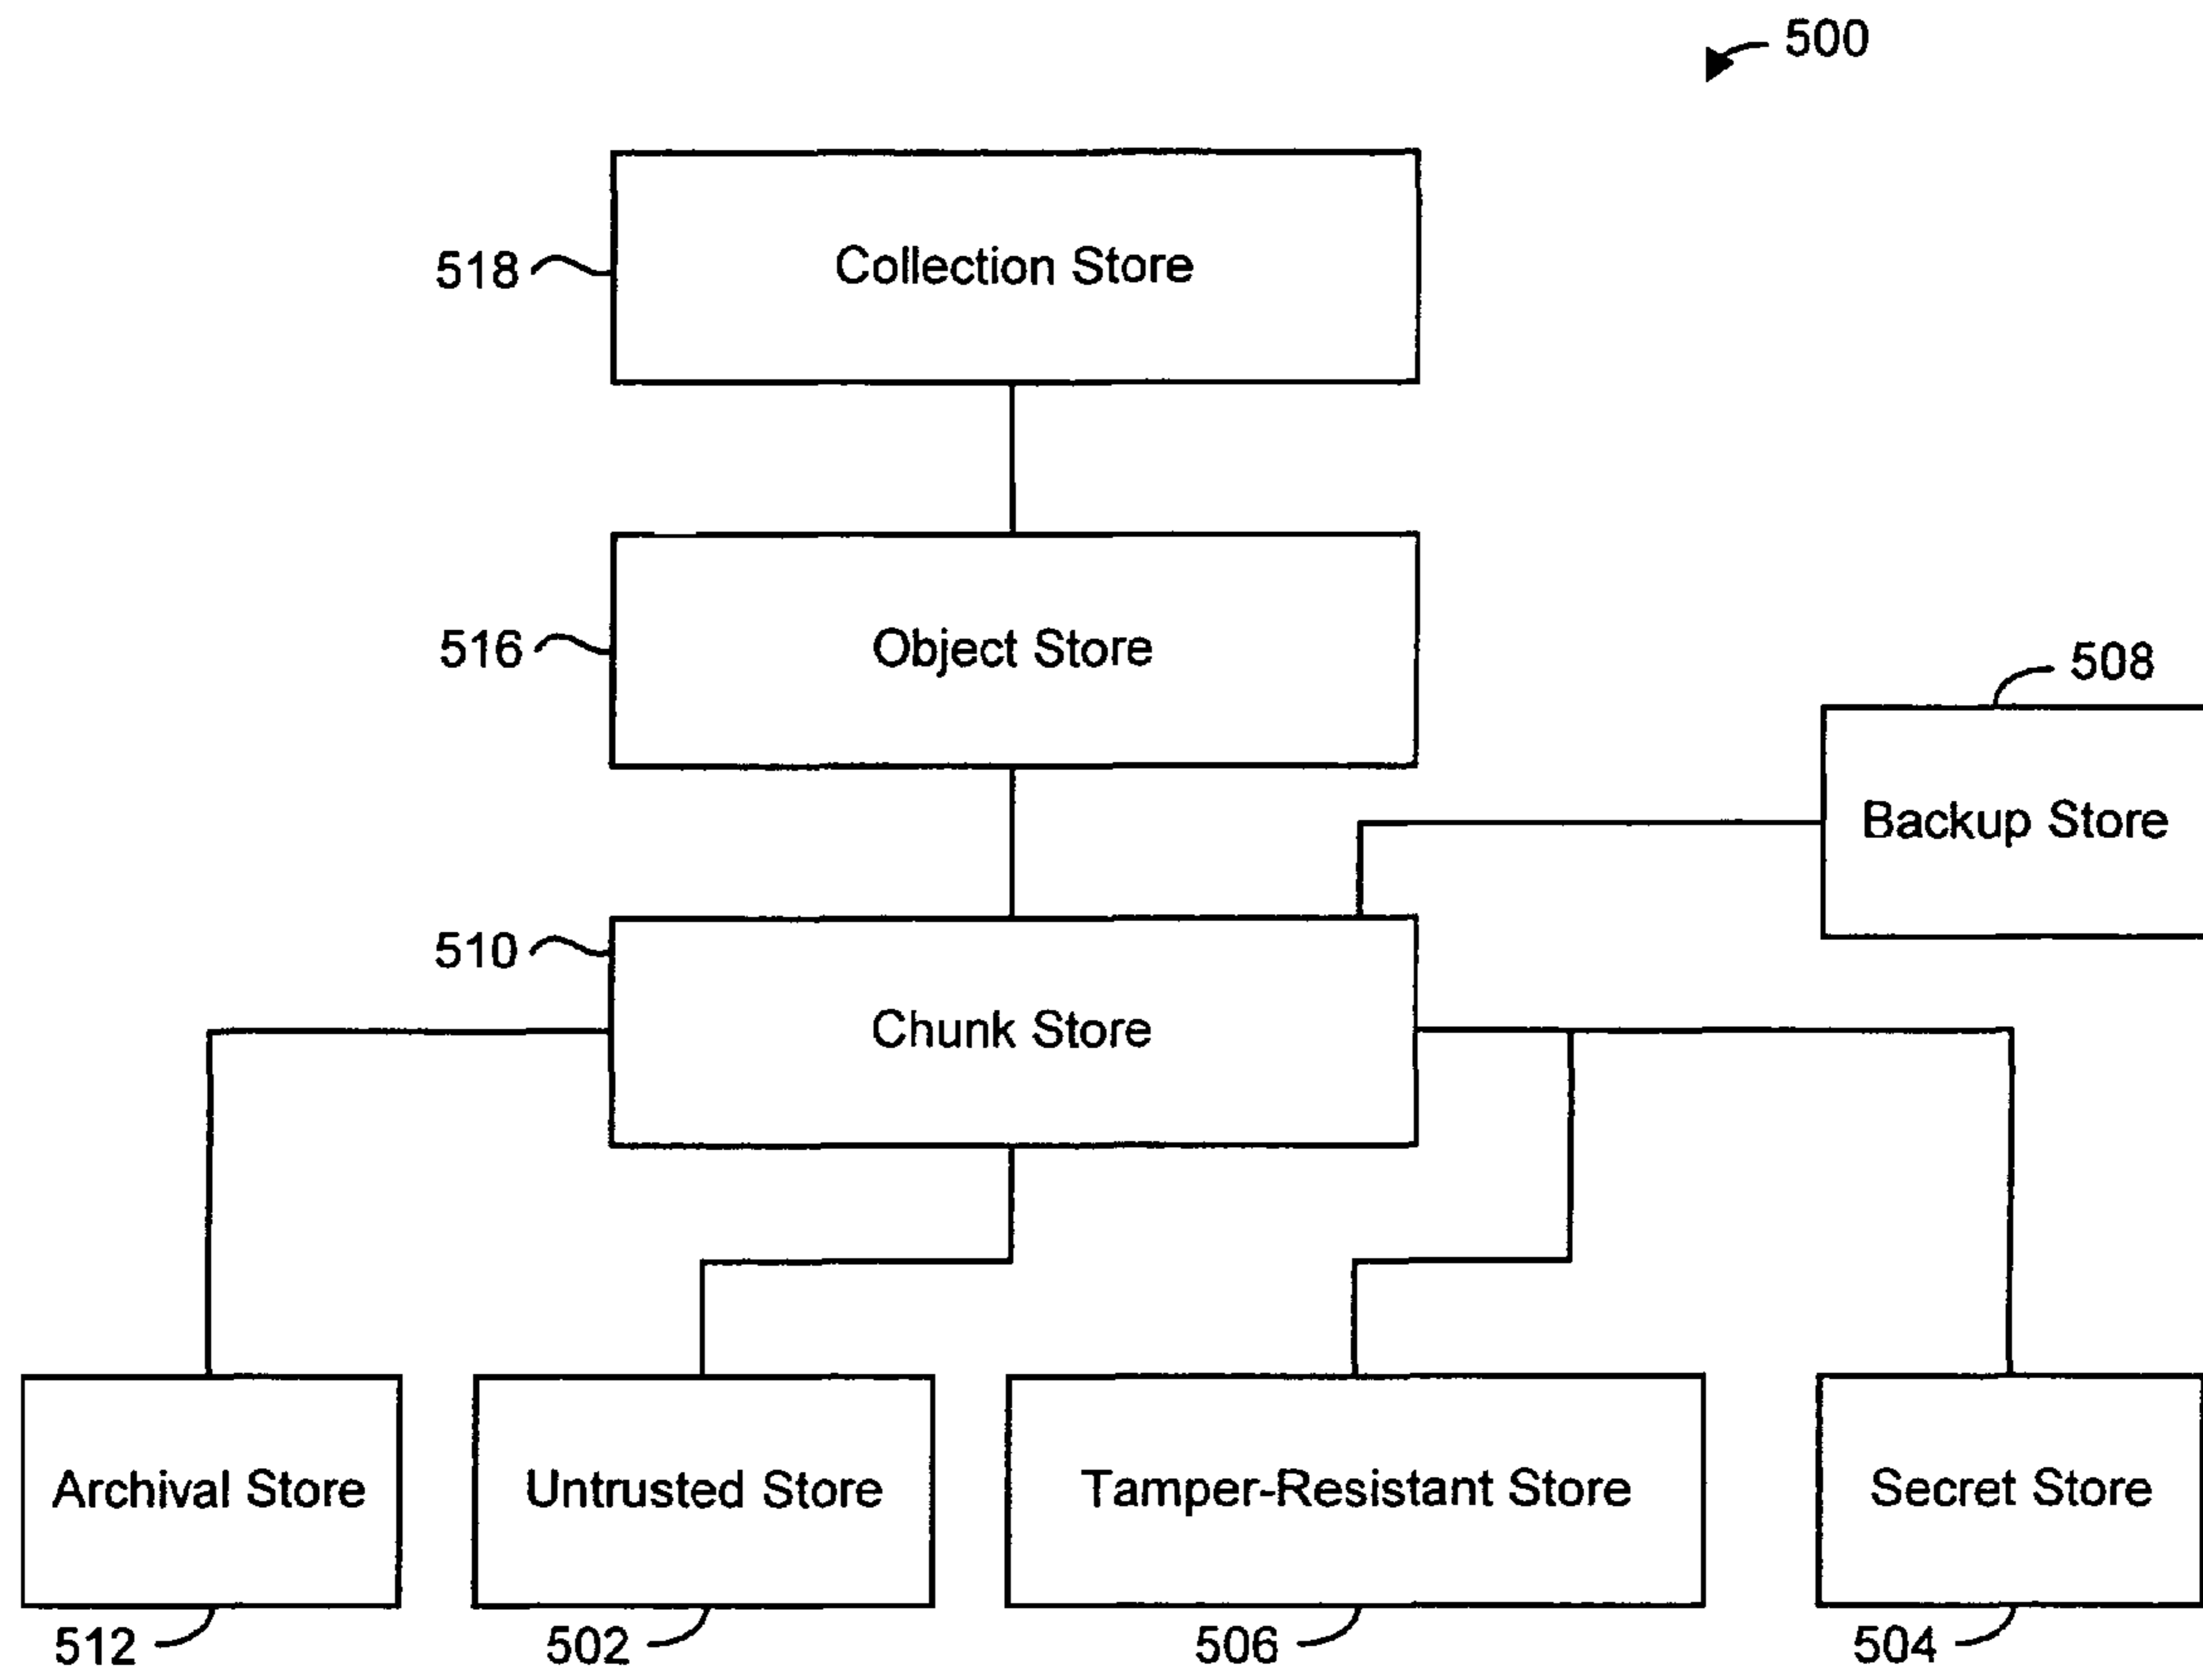 500
Collection Store
518
Object Store
516
508
Backup Store
510
Chunk Store
Archival Store
Untrusted Store
Tamper-Resistant Store
Secret Store
512
502
506
504